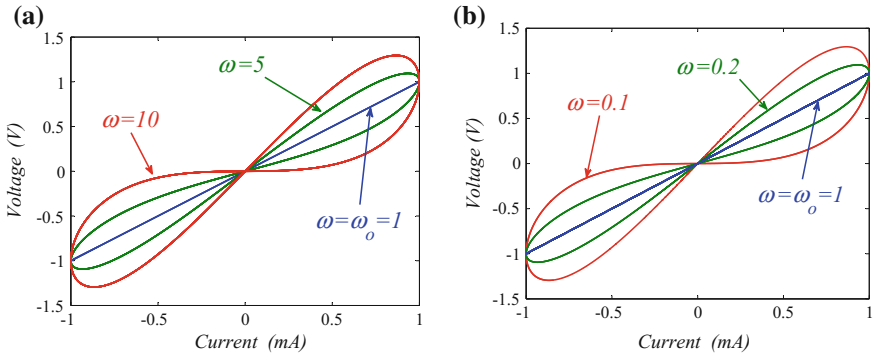 (a)
1.5
1
0.5
0
-0.5
-1
-1.5
Voltage (V)
ω=5
ω=10
ω=ωo=1
-1
-0.5
0
0.5
1
Current (mA)
(b)
1.5
1
0.5
0
-0.5
-1
-1.5
Voltage (V)
ω=0.2
ω=0.1
ω=ωo=1
-1
-0.5
0
0.5
1
Current (mA)